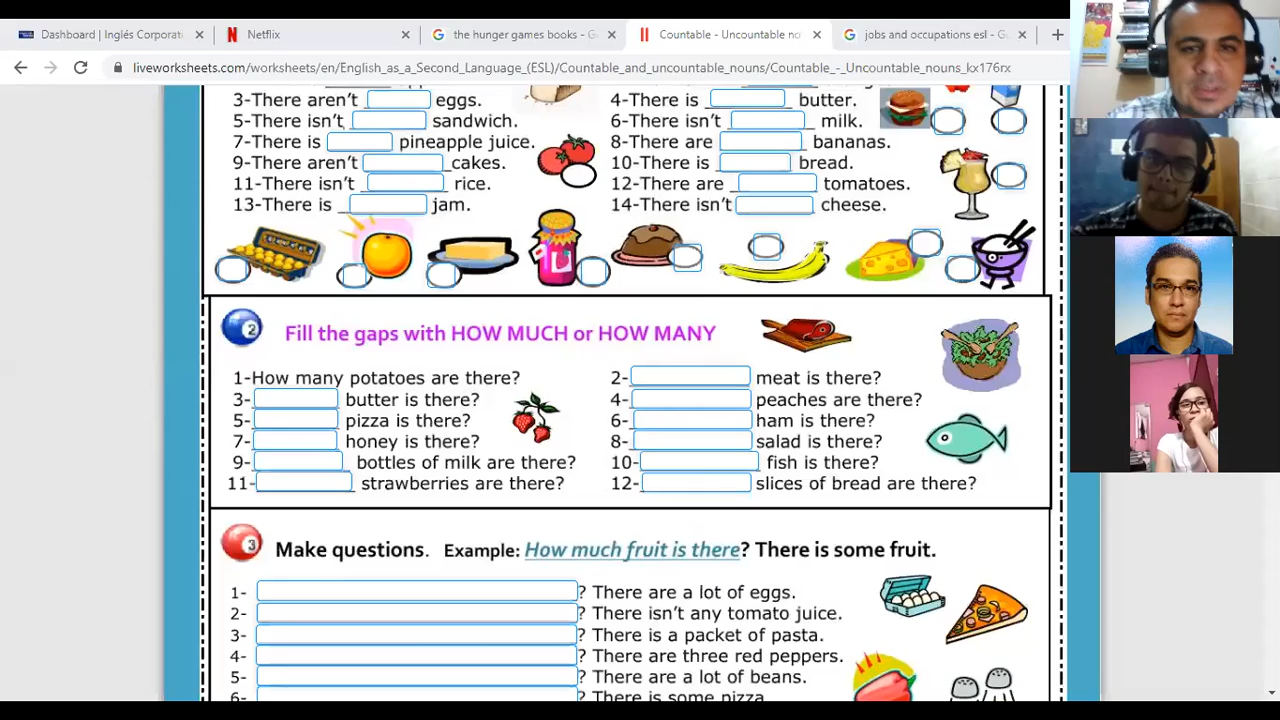 Dashboard | Inglés Corporati
Netflix
the hunger games books - G
Countable - Uncountable no
jobs and occupations esl - G
3-There aren't eggs.
4-There is butter.
5-There isn't sandwich.
6-There isn't milk.
7-There is pineapple juice.
8-There are bananas.
9-There aren't cakes.
10-There is bread.
11-There isn't rice.
12-There are tomatoes.
13-There is jam.
14-There isn't cheese.
2
Fill the gaps with HOW MUCH or HOW MANY
1-How many potatoes are there?
2- meat is there?
3- butter is there?
4- peaches are there?
5- pizza is there?
6- ham is there?
7- honey is there?
8- salad is there?
9- bottles of milk are there?
10- fish is there?
11- strawberries are there?
12- slices of bread are there?
3
Make questions. Example: How much fruit is there? There is some fruit.
1- ? There are a lot of eggs.
2- ? There isn't any tomato juice.
3- ? There is a packet of pasta.
4- ? There are three red peppers.
5- ? There are a lot of beans.
6- ? There is some pizza